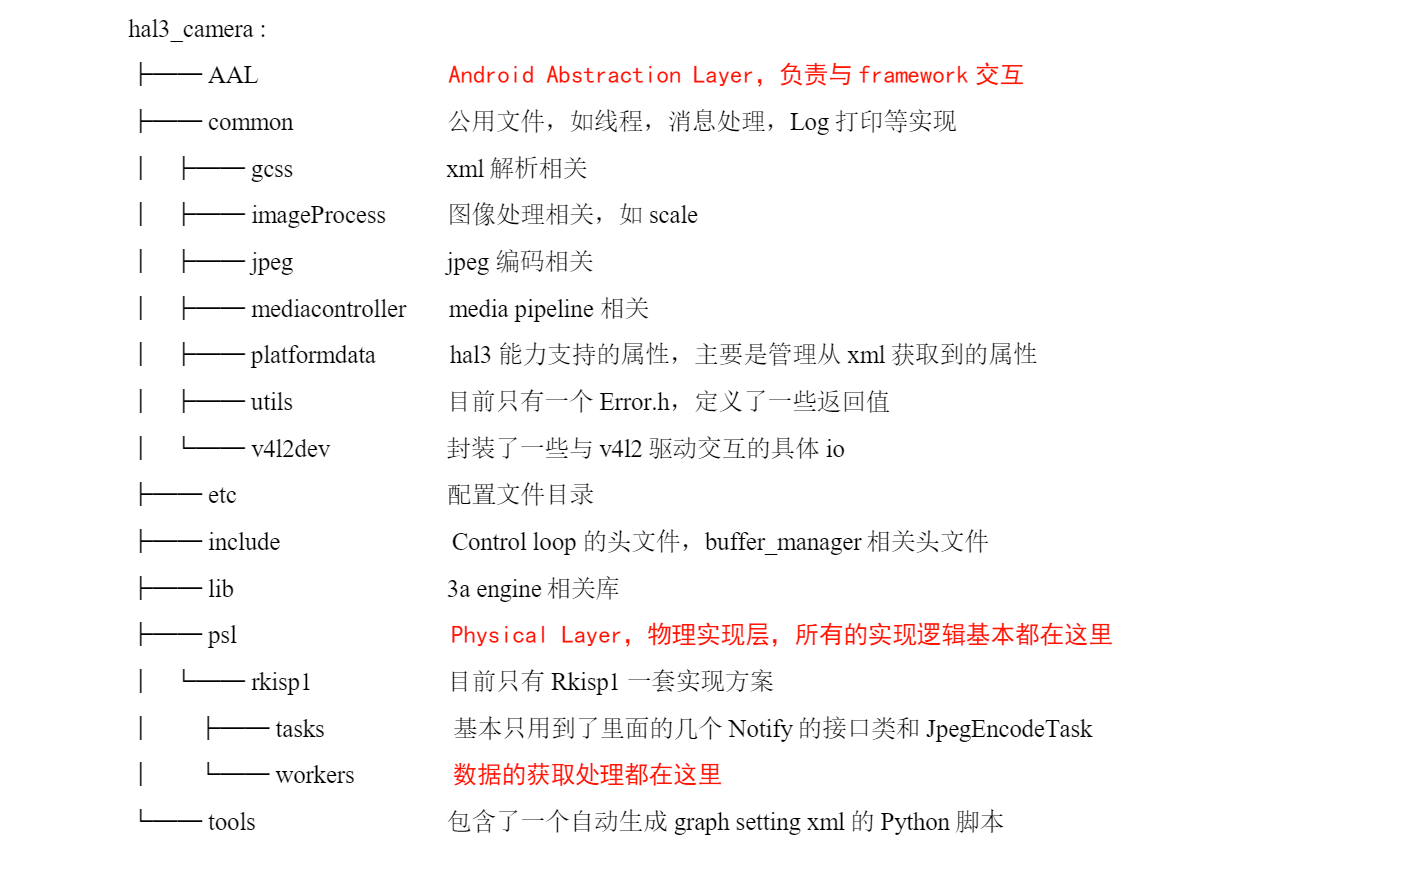 hal3_camera :
├── AAL Android Abstraction Layer，负责与 framework 交互
├── common 公用文件，如线程，消息处理，Log 打印等实现
│ ├── gcss xml 解析相关
│ ├── imageProcess 图像处理相关，如 scale
│ ├── jpeg jpeg 编码相关
│ ├── mediacontroller media pipeline 相关
│ ├── platformdata hal3 能力支持的属性，主要是管理从 xml 获取到的属性
│ ├── utils 目前只有一个 Error.h，定义了一些返回值
│ └── v4l2dev 封装了一些与 v4l2 驱动交互的具体 io
├── etc 配置文件目录
├── include Control loop 的头文件，buffer_manager 相关头文件
├── lib 3a engine 相关库
├── psl Physical Layer，物理实现层，所有的实现逻辑基本都在这里
│ └── rkisp1 目前只有 Rkisp1 一套实现方案
│ ├── tasks 基本只用到了里面的几个 Notify 的接口类和 JpegEncodeTask
│ └── workers 数据的获取处理都在这里
└── tools 包含了一个自动生成 graph setting xml 的 Python 脚本